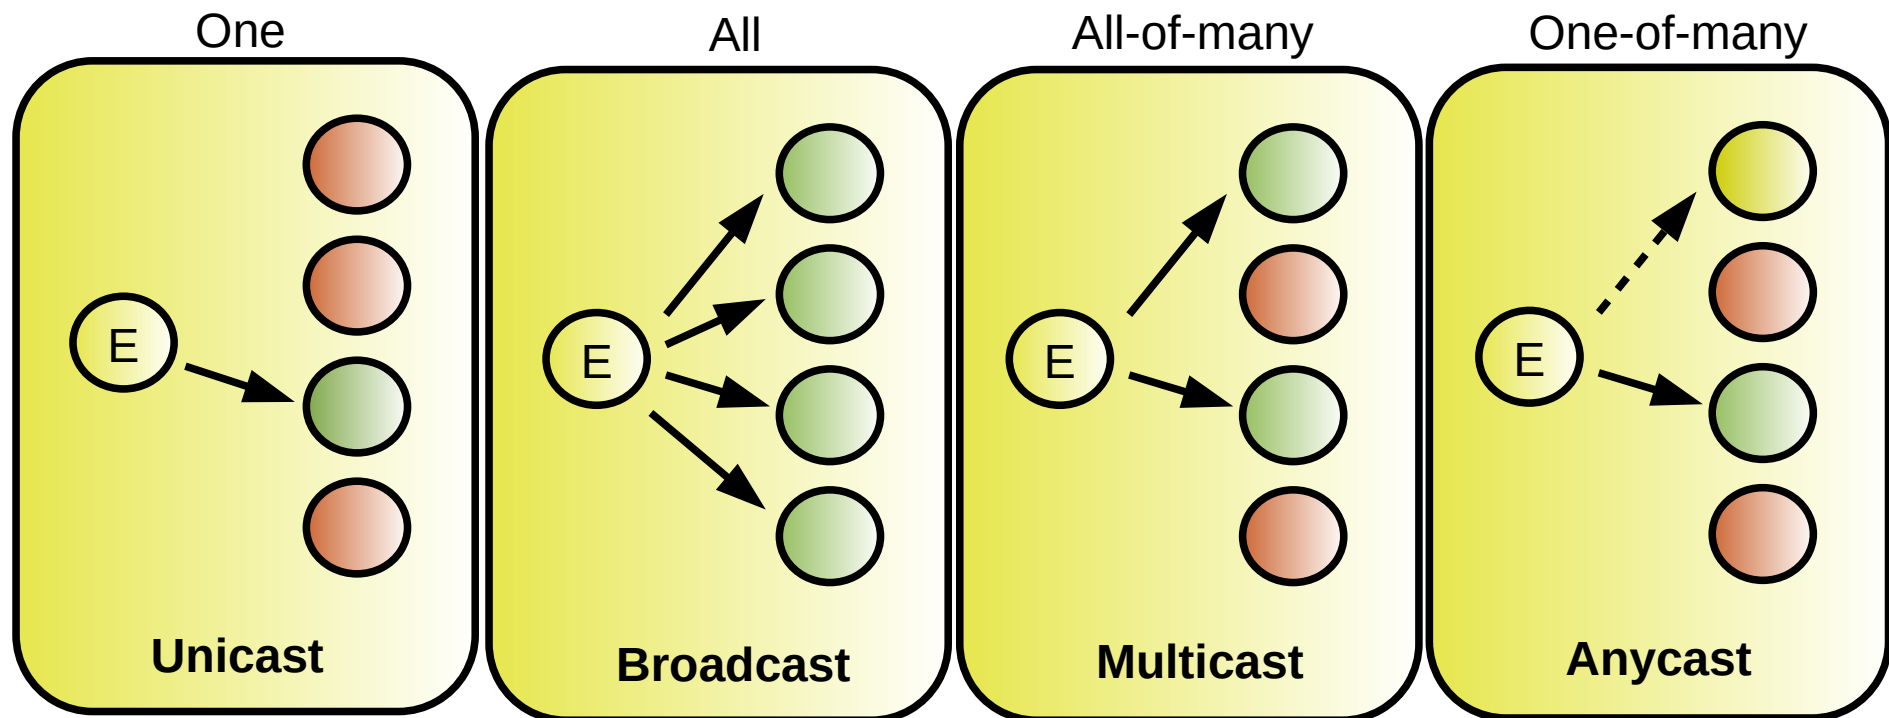 One
All
All-of-many
One-of-many
E
E
E
E
Unicast
Broadcast
Multicast
Anycast